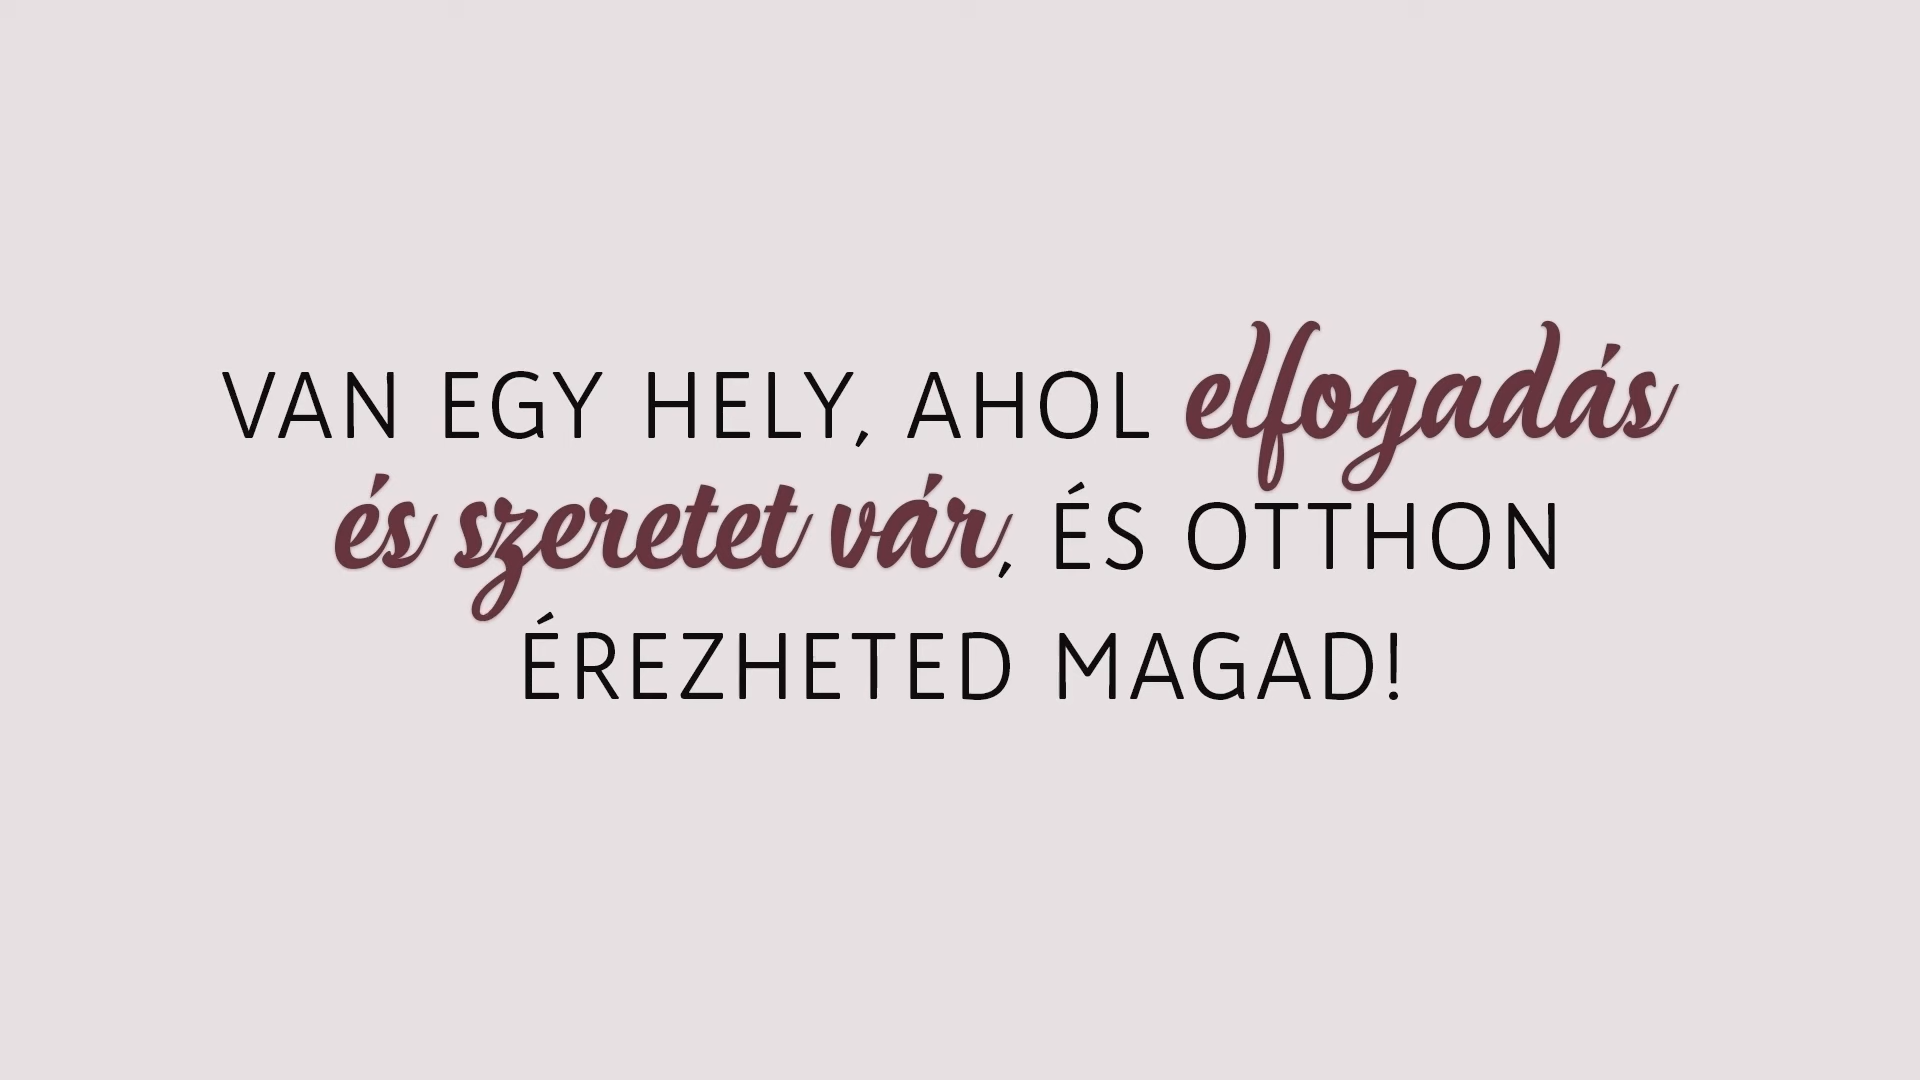 VAN EGY HELY, AHOL elfogadás
és szeretet vár, ÉS OTTHON
ÉREZHETED MAGAD!